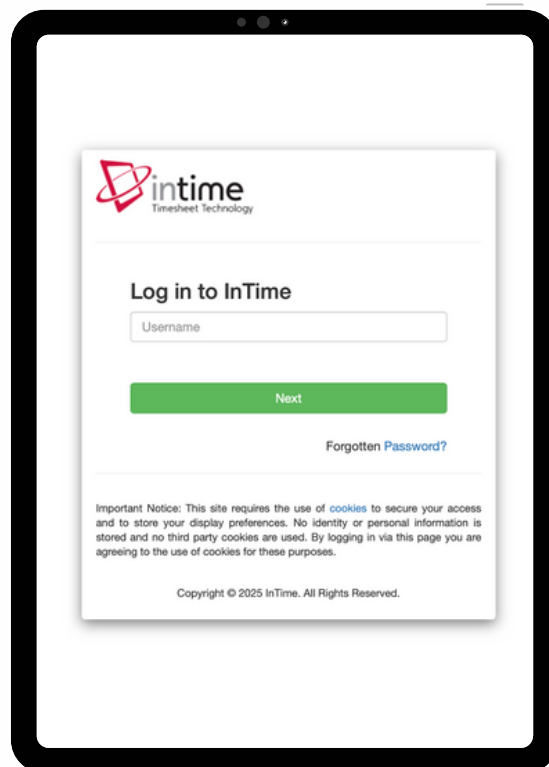 intime
Timesheet Technology
Log in to InTime
Username
Next
Forgotten Password?
Important Notice: This site requires the use of cookies to secure your access
and to store your display preferences. No identity or personal information is
stored and no third party cookies are used. By logging in via this page you are
agreeing to the use of cookies for these purposes.
Copyright © 2025 InTime. All Rights Reserved.